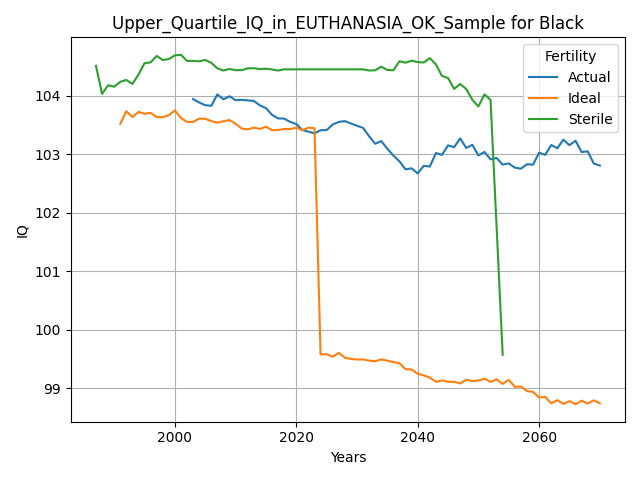 Upper_Quartile_IQ_in_EUTHANASIA_OK_Sample for Black
Fertility
Actual
Ideal
Sterile
IQ
104
103
102
101
100
99
2000
2020
2040
2060
Years